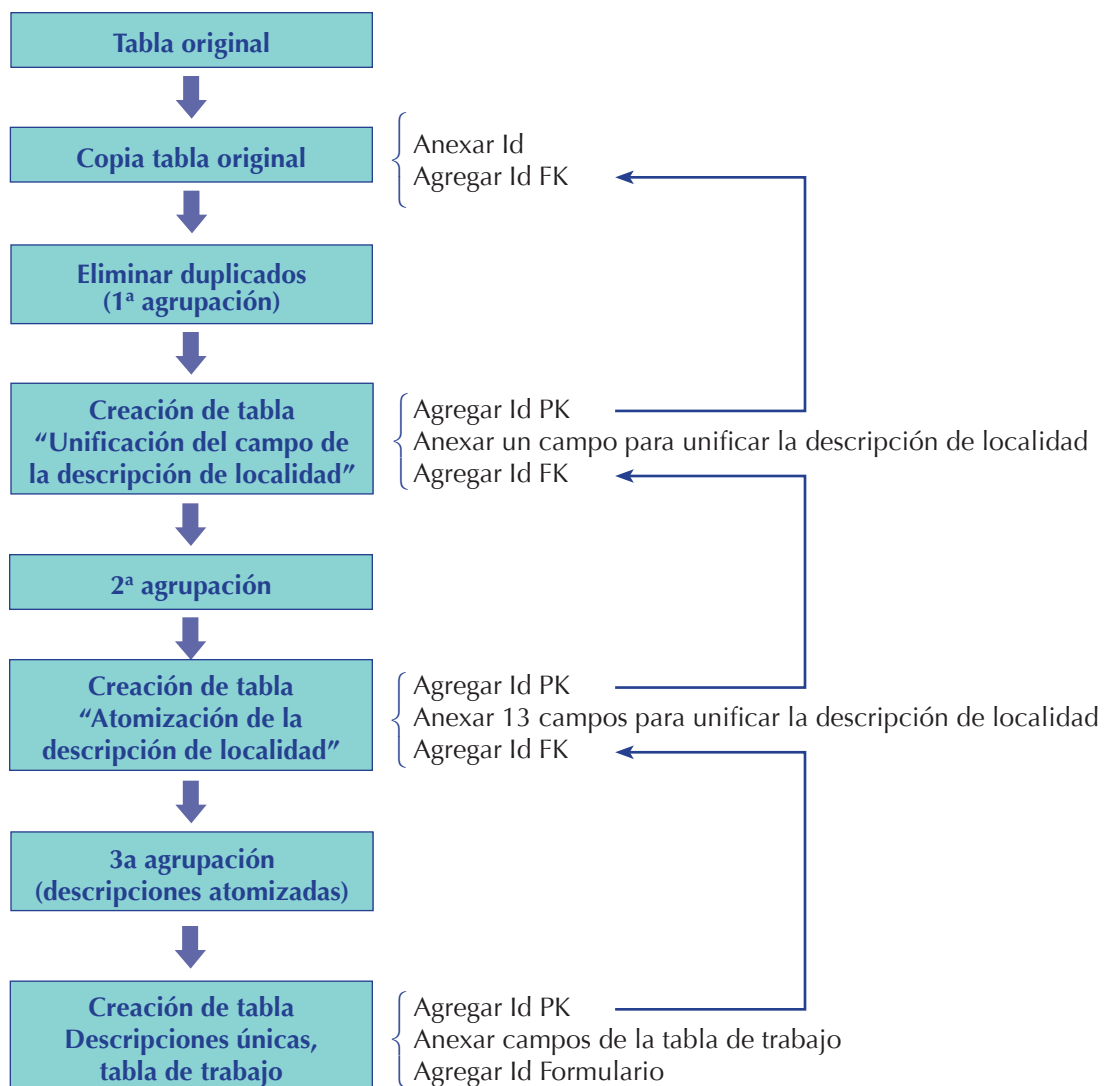 Tabla original
Copia tabla original
Anexar Id
Agregar Id FK
Eliminar duplicados
(1ª agrupación)
Creación de tabla
“Unificación del campo de
la descripción de localidad”
Agregar Id PK
Anexar un campo para unificar la descripción de localidad
Agregar Id FK
2ª agrupación
Creación de tabla
“Atomización de la
descripción de localidad”
Agregar Id PK
Anexar 13 campos para unificar la descripción de localidad
Agregar Id FK
3a agrupación
(descripciones atomizadas)
Creación de tabla
Descripciones únicas,
tabla de trabajo
Agregar Id PK
Anexar campos de la tabla de trabajo
Agregar Id Formulario